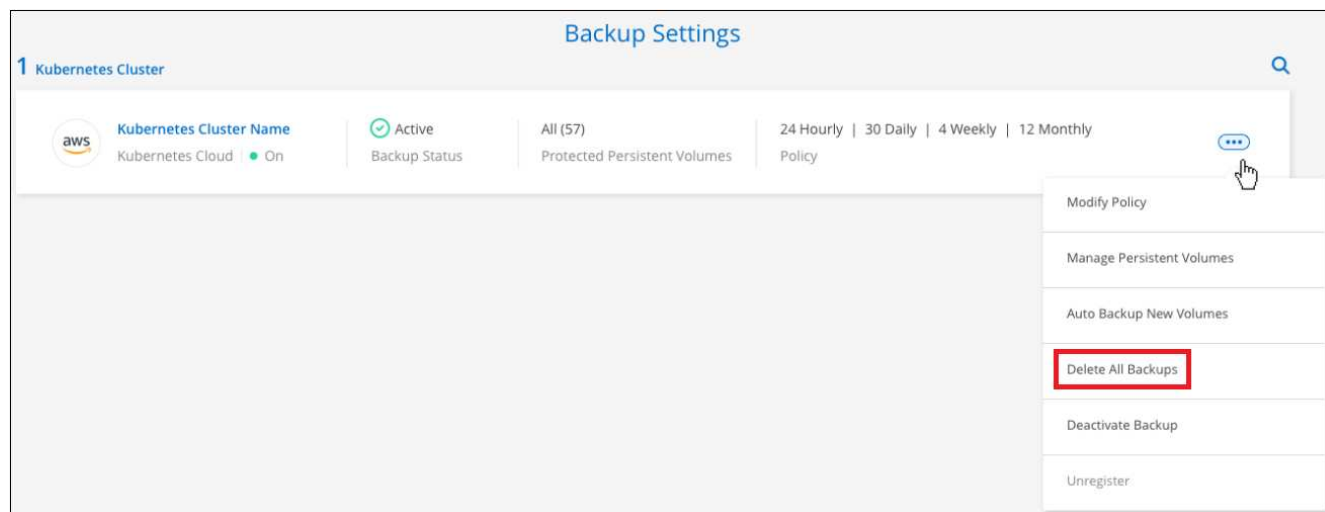 Backup Settings
1 Kubernetes Cluster
aws
Kubernetes Cluster Name
Active
All (57)
24 Hourly | 30 Daily | 4 Weekly | 12 Monthly
Kubernetes Cloud
On
Backup Status
Protected Persistent Volumes
Policy
Modify Policy
Manage Persistent Volumes
Auto Backup New Volumes
Delete All Backups
Deactivate Backup
Unregister